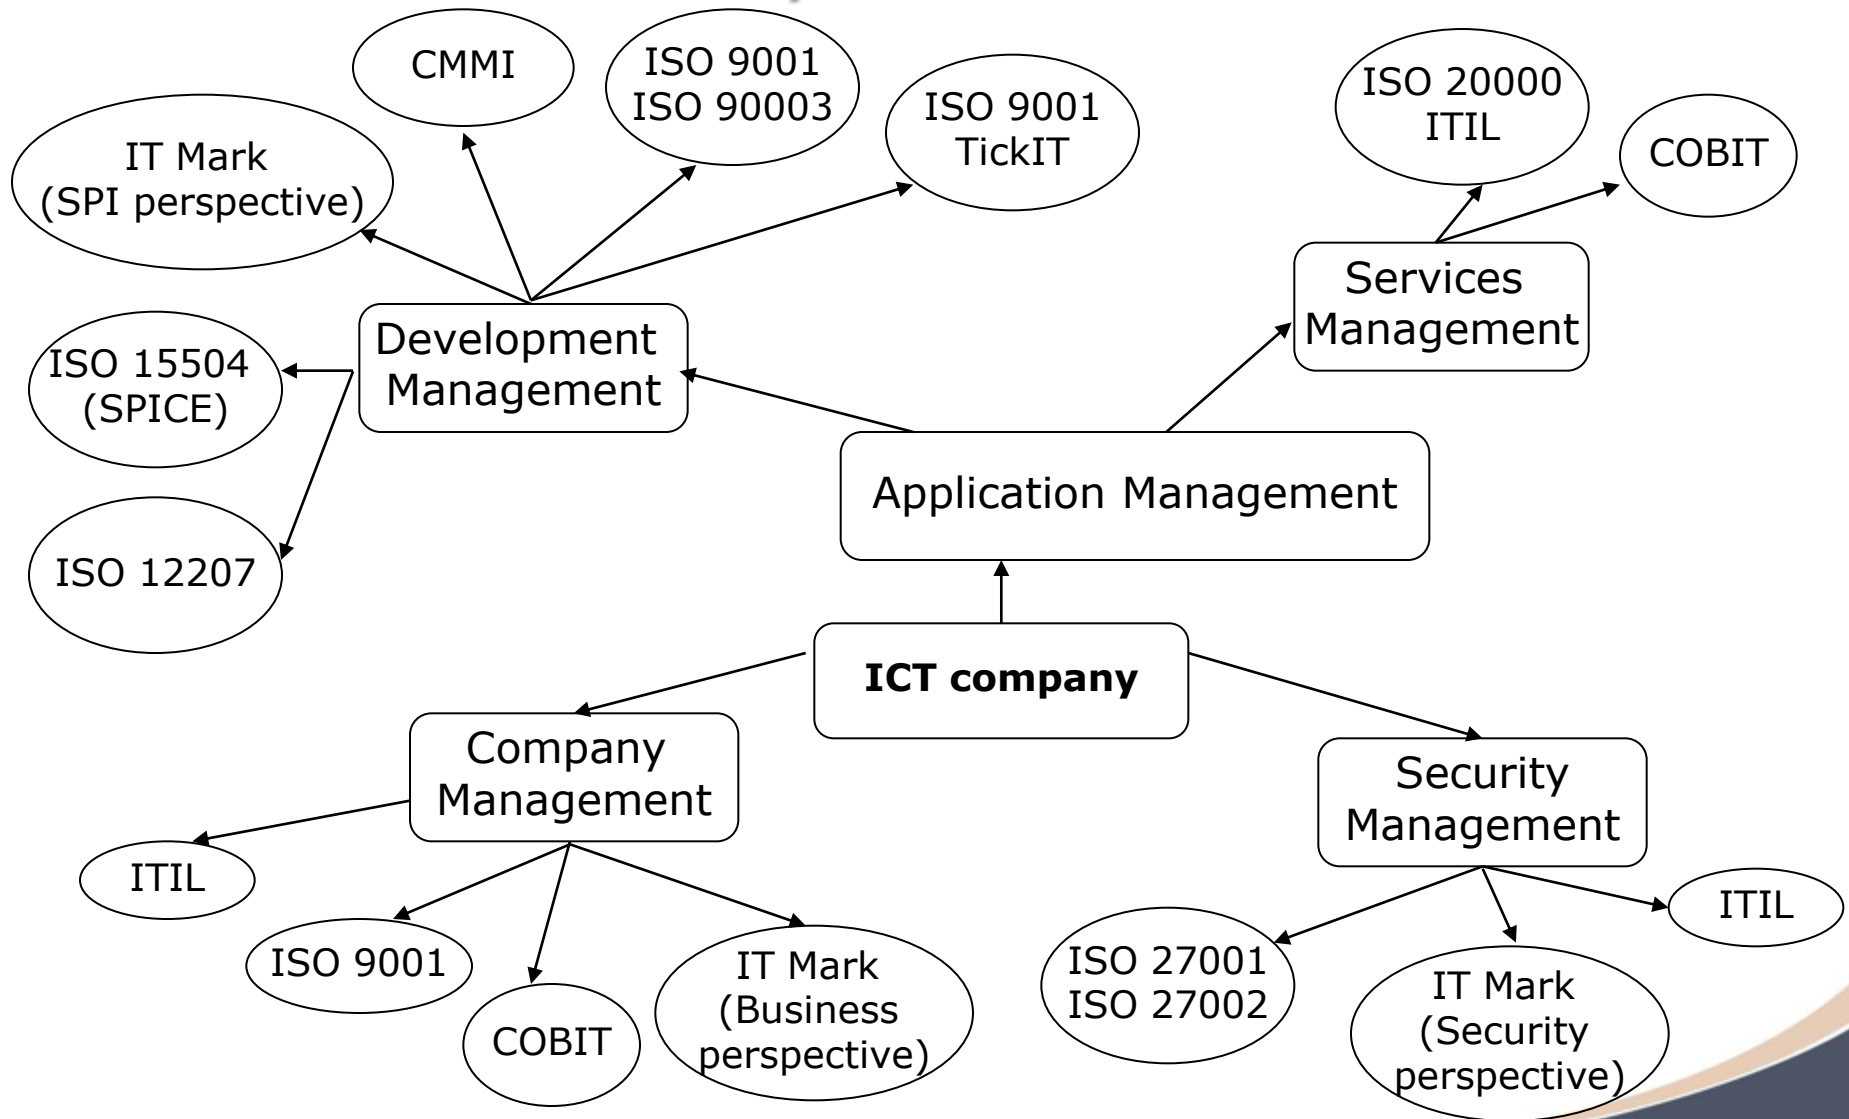 CMMI
ISO 9001
ISO 90003
ISO 9001
TickIT
ISO 20000
ITIL
COBIT
IT Mark
(SPI perspective)
Services
Management
Development
Management
ISO 15504
(SPICE)
Application Management
ISO 12207
ICT company
Company
Management
Security
Management
ITIL
ISO 9001
COBIT
IT Mark
(Business
perspective)
ISO 27001
ISO 27002
IT Mark
(Security
perspective)
ITIL